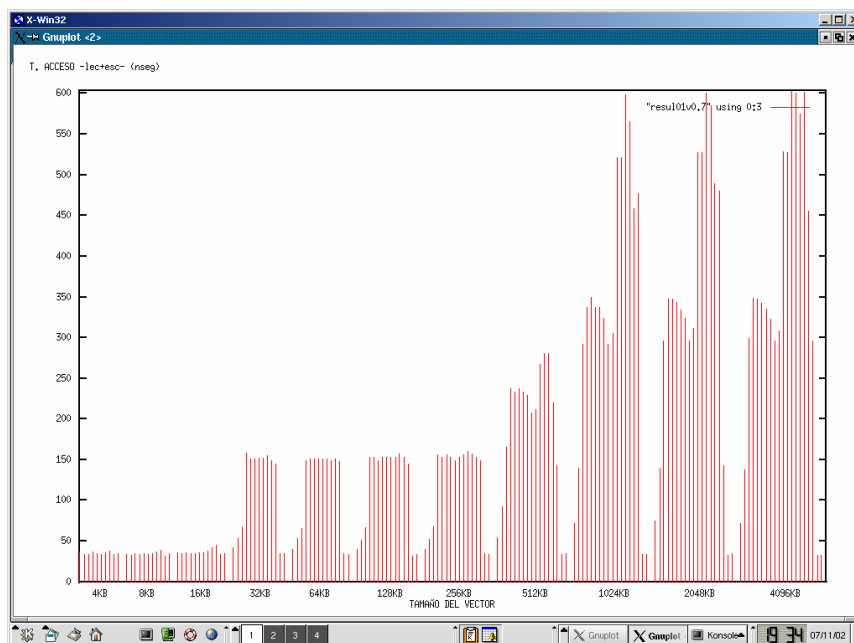 X-Win32
Gnuplot <2>
T. ACCESO -lec+esc- (nseg)
600
"resul01v0.7" using 0:3
550
500
450
400
350
300
250
200
150
100
50
0
4KB 8KB 16KB 32KB 64KB 128KB 256KB 512KB 1024KB 2048KB 4096KB
TAMAÑO DEL VECTOR
1 2 3 4 Gnuplot Gnuplot Konsole 19 34 07/11/02